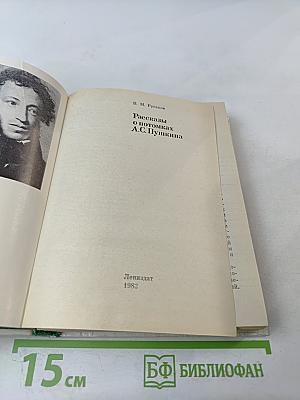 В. М. Русаков
Рассказы
о потомках
А.С. Пушкина
Лениздат
1982
15 см
БФ БИБЛИОФАН